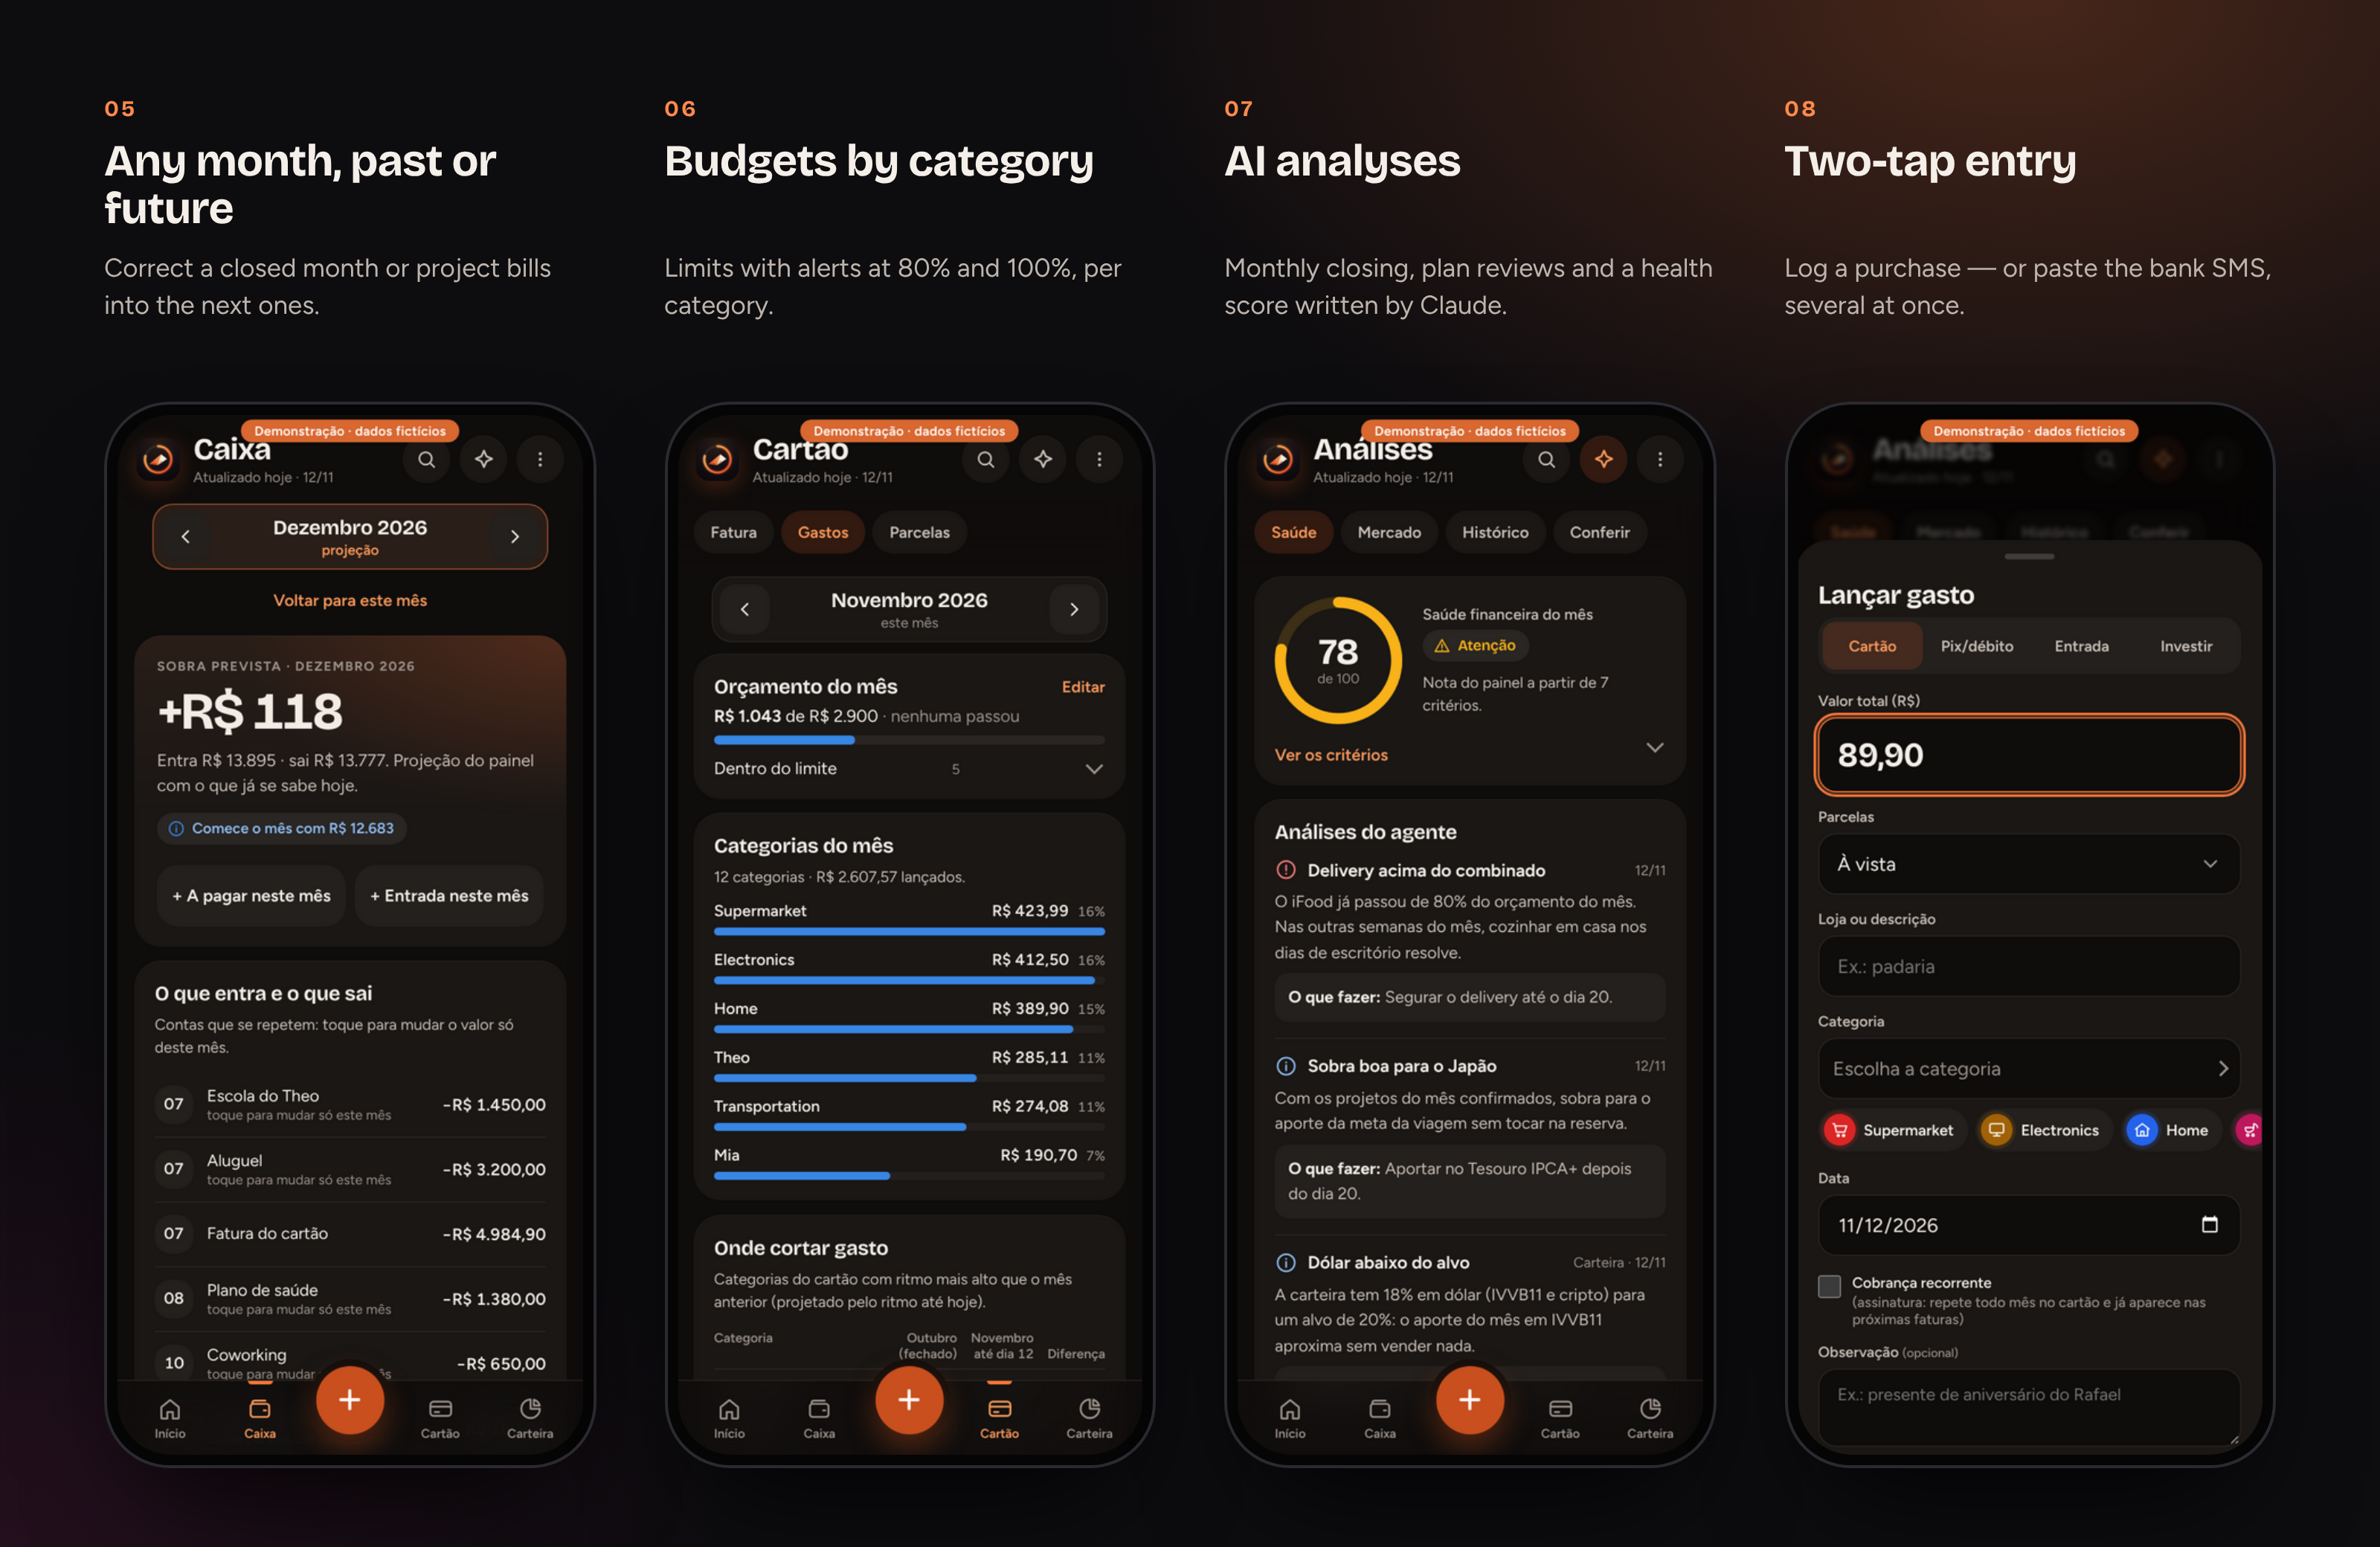 05
Any month, past or
future
Correct a closed month or project bills
into the next ones.
06
Budgets by category
Limits with alerts at 80% and 100%, per
category.
07
AI analyses
Monthly closing, plan reviews and a health
score written by Claude.
08
Two-tap entry
Log a purchase — or paste the bank SMS,
several at once.
Demonstração · dados fictícios
Caixa
Atualizado hoje · 12/11
Dezembro 2026
projeção
Voltar para este mês
SOBRA PREVISTA · DEZEMBRO 2026
+R$ 118
Entra R$ 13.895 · sai R$ 13.777. Projeção do painel
com o que já se sabe hoje.
Comece o mês com R$ 12.683
+ A pagar neste mês
+ Entrada neste mês
O que entra e o que sai
Contas que se repetem: toque para mudar o valor só
deste mês.
07 Escola do Theo −R$ 1.450,00
toque para mudar só este mês
07 Aluguel −R$ 3.200,00
toque para mudar só este mês
07 Fatura do cartão −R$ 4.984,90
08 Plano de saúde −R$ 1.380,00
toque para mudar só este mês
10 Coworking −R$ 650,00
toque para mudar
Início
Caixa
Cartão
Carteira
Demonstração · dados fictícios
Cartão
Atualizado hoje · 12/11
Fatura
Gastos
Parcelas
Novembro 2026
este mês
Orçamento do mês Editar
R$ 1.043 de R$ 2.900 · nenhuma passou
Dentro do limite 5
Categorias do mês
12 categorias · R$ 2.607,57 lançados.
Supermarket R$ 423,99 16%
Electronics R$ 412,50 16%
Home R$ 389,90 15%
Theo R$ 285,11 11%
Transportation R$ 274,08 11%
Mia R$ 190,70 7%
Onde cortar gasto
Categorias do cartão com ritmo mais alto que o mês
anterior (projetado pelo ritmo até hoje).
Categoria
Outubro
(fechado)
Novembro
até dia 12
Diferença
Início
Caixa
Cartão
Carteira
Demonstração · dados fictícios
Análises
Atualizado hoje · 12/11
Saúde
Mercado
Histórico
Conferir
78
de 100
Saúde financeira do mês
Atenção
Nota do painel a partir de 7
critérios.
Ver os critérios
Análises do agente
Delivery acima do combinado 12/11
O iFood já passou de 80% do orçamento do mês.
Nas outras semanas do mês, cozinhar em casa nos
dias de escritório resolve.
O que fazer: Segurar o delivery até o dia 20.
Sobra boa para o Japão 12/11
Com os projetos do mês confirmados, sobra para o
aporte da meta da viagem sem tocar na reserva.
O que fazer: Aportar no Tesouro IPCA+ depois
do dia 20.
Dólar abaixo do alvo Carteira · 12/11
A carteira tem 18% em dólar (IVVB11 e cripto) para
um alvo de 20%: o aporte do mês em IVVB11
aproxima sem vender nada.
Início
Caixa
Cartão
Carteira
Demonstração · dados fictícios
Análises
Atualizado hoje · 12/11
Saúde
Mercado
Histórico
Conferir
Lançar gasto
Cartão
Pix/débito
Entrada
Investir
Valor total (R$)
89,90
Parcelas
À vista
Loja ou descrição
Ex.: padaria
Categoria
Escolha a categoria
Supermarket
Electronics
Home
Data
11/12/2026
Cobrança recorrente
(assinatura: repete todo mês no cartão e já aparece nas
próximas faturas)
Observação (opcional)
Ex.: presente de aniversário do Rafael